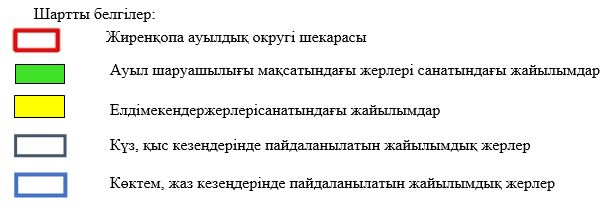 Шартты белгілер:
Жиренқопа ауылдық округі шекарасы
Ауыл шаруашылығы мақсатындағы жерлері санатындағы жайылымдар
Елдімекендержерлерісанатындағы жайылымдар
Күз, қыс кезеңдерінде пайдаланылатын жайылымдық жерлер
Көктем, жаз кезеңдерінде пайдаланылатын жайылымдық жерлер